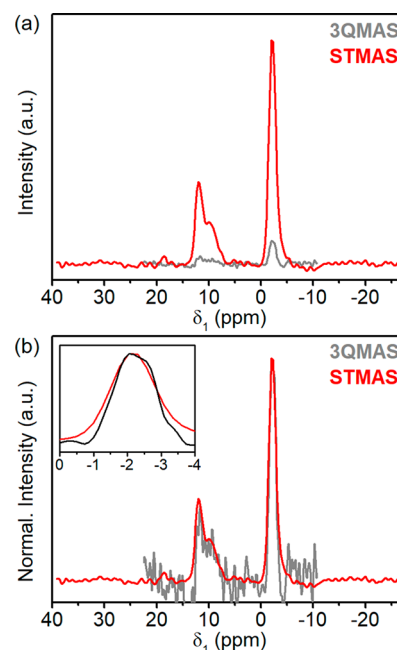 (a)
3QMAS
STMAS
Intensity (a.u.)
40 30 20 10 0 -10 -20
δ1 (ppm)
(b)
3QMAS
STMAS
0 -1 -2 -3 -4
Normal. Intensity (a.u.)
40 30 20 10 0 -10 -20
δ1 (ppm)